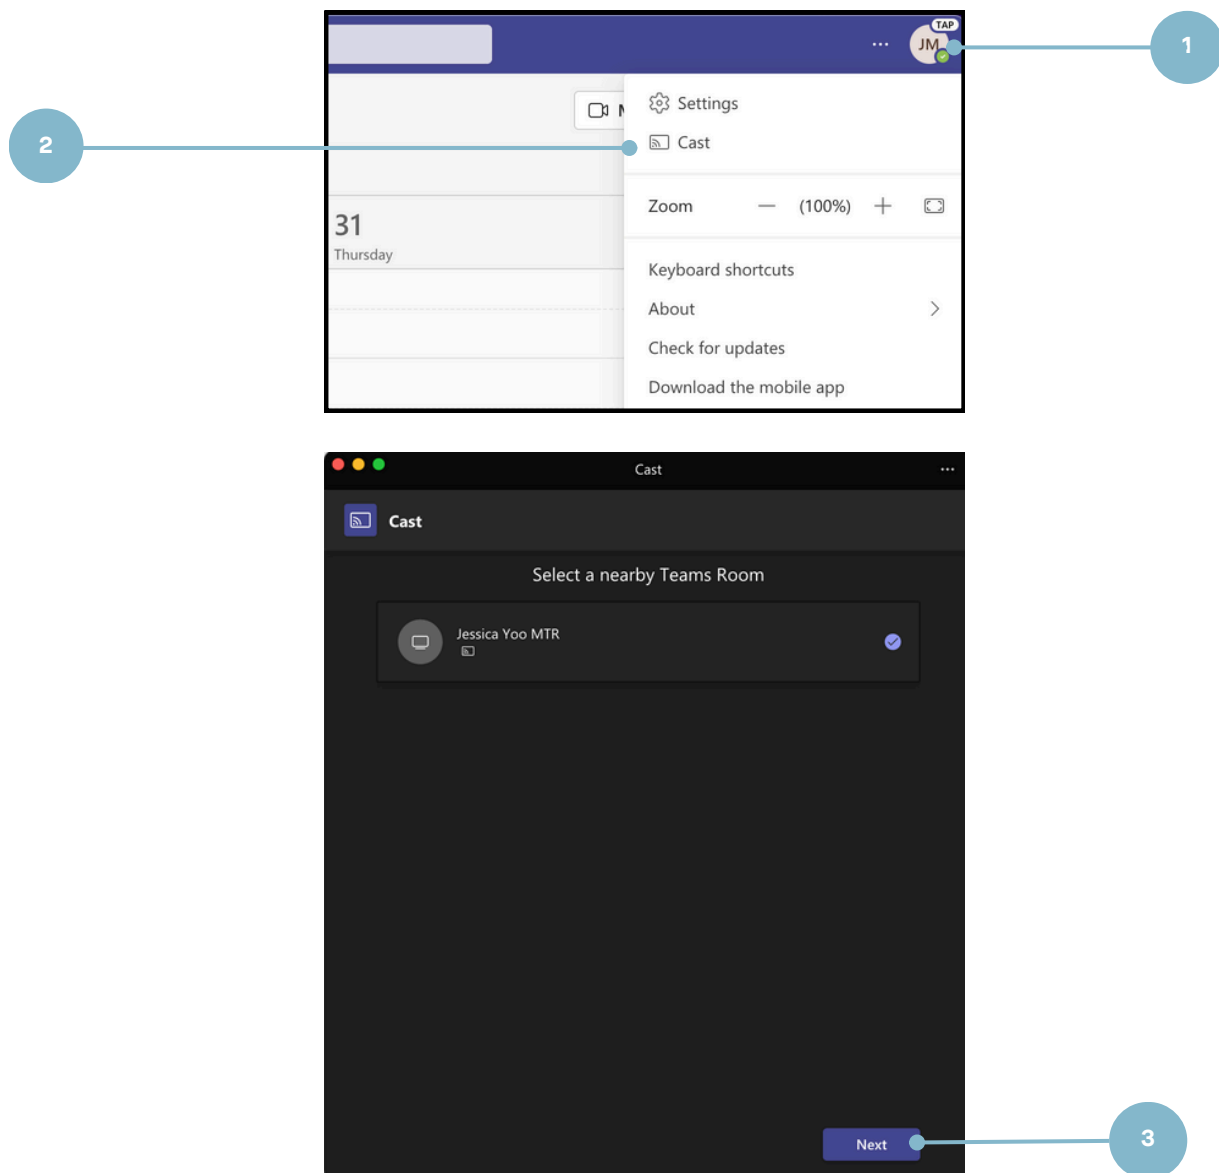 TAP
...
JM
1
Settings
2
Cast
Zoom — (100%) +
31
Thursday
Keyboard shortcuts
About
Check for updates
Download the mobile app
Cast
...
Cast
Select a nearby Teams Room
Jessica Yoo MTR
Next
3